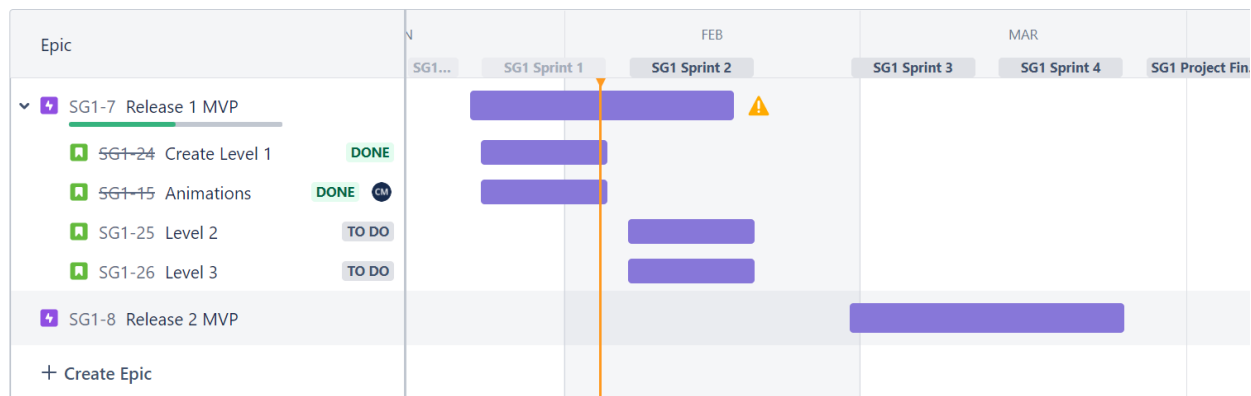 Epic
N
FEB
MAR
SG1...
SG1 Sprint 1
SG1 Sprint 2
SG1 Sprint 3
SG1 Sprint 4
SG1 Project Fin.
SG1-7 Release 1 MVP
SG1-24 Create Level 1 DONE
SG1-15 Animations DONE CM
SG1-25 Level 2 TO DO
SG1-26 Level 3 TO DO
SG1-8 Release 2 MVP
+ Create Epic